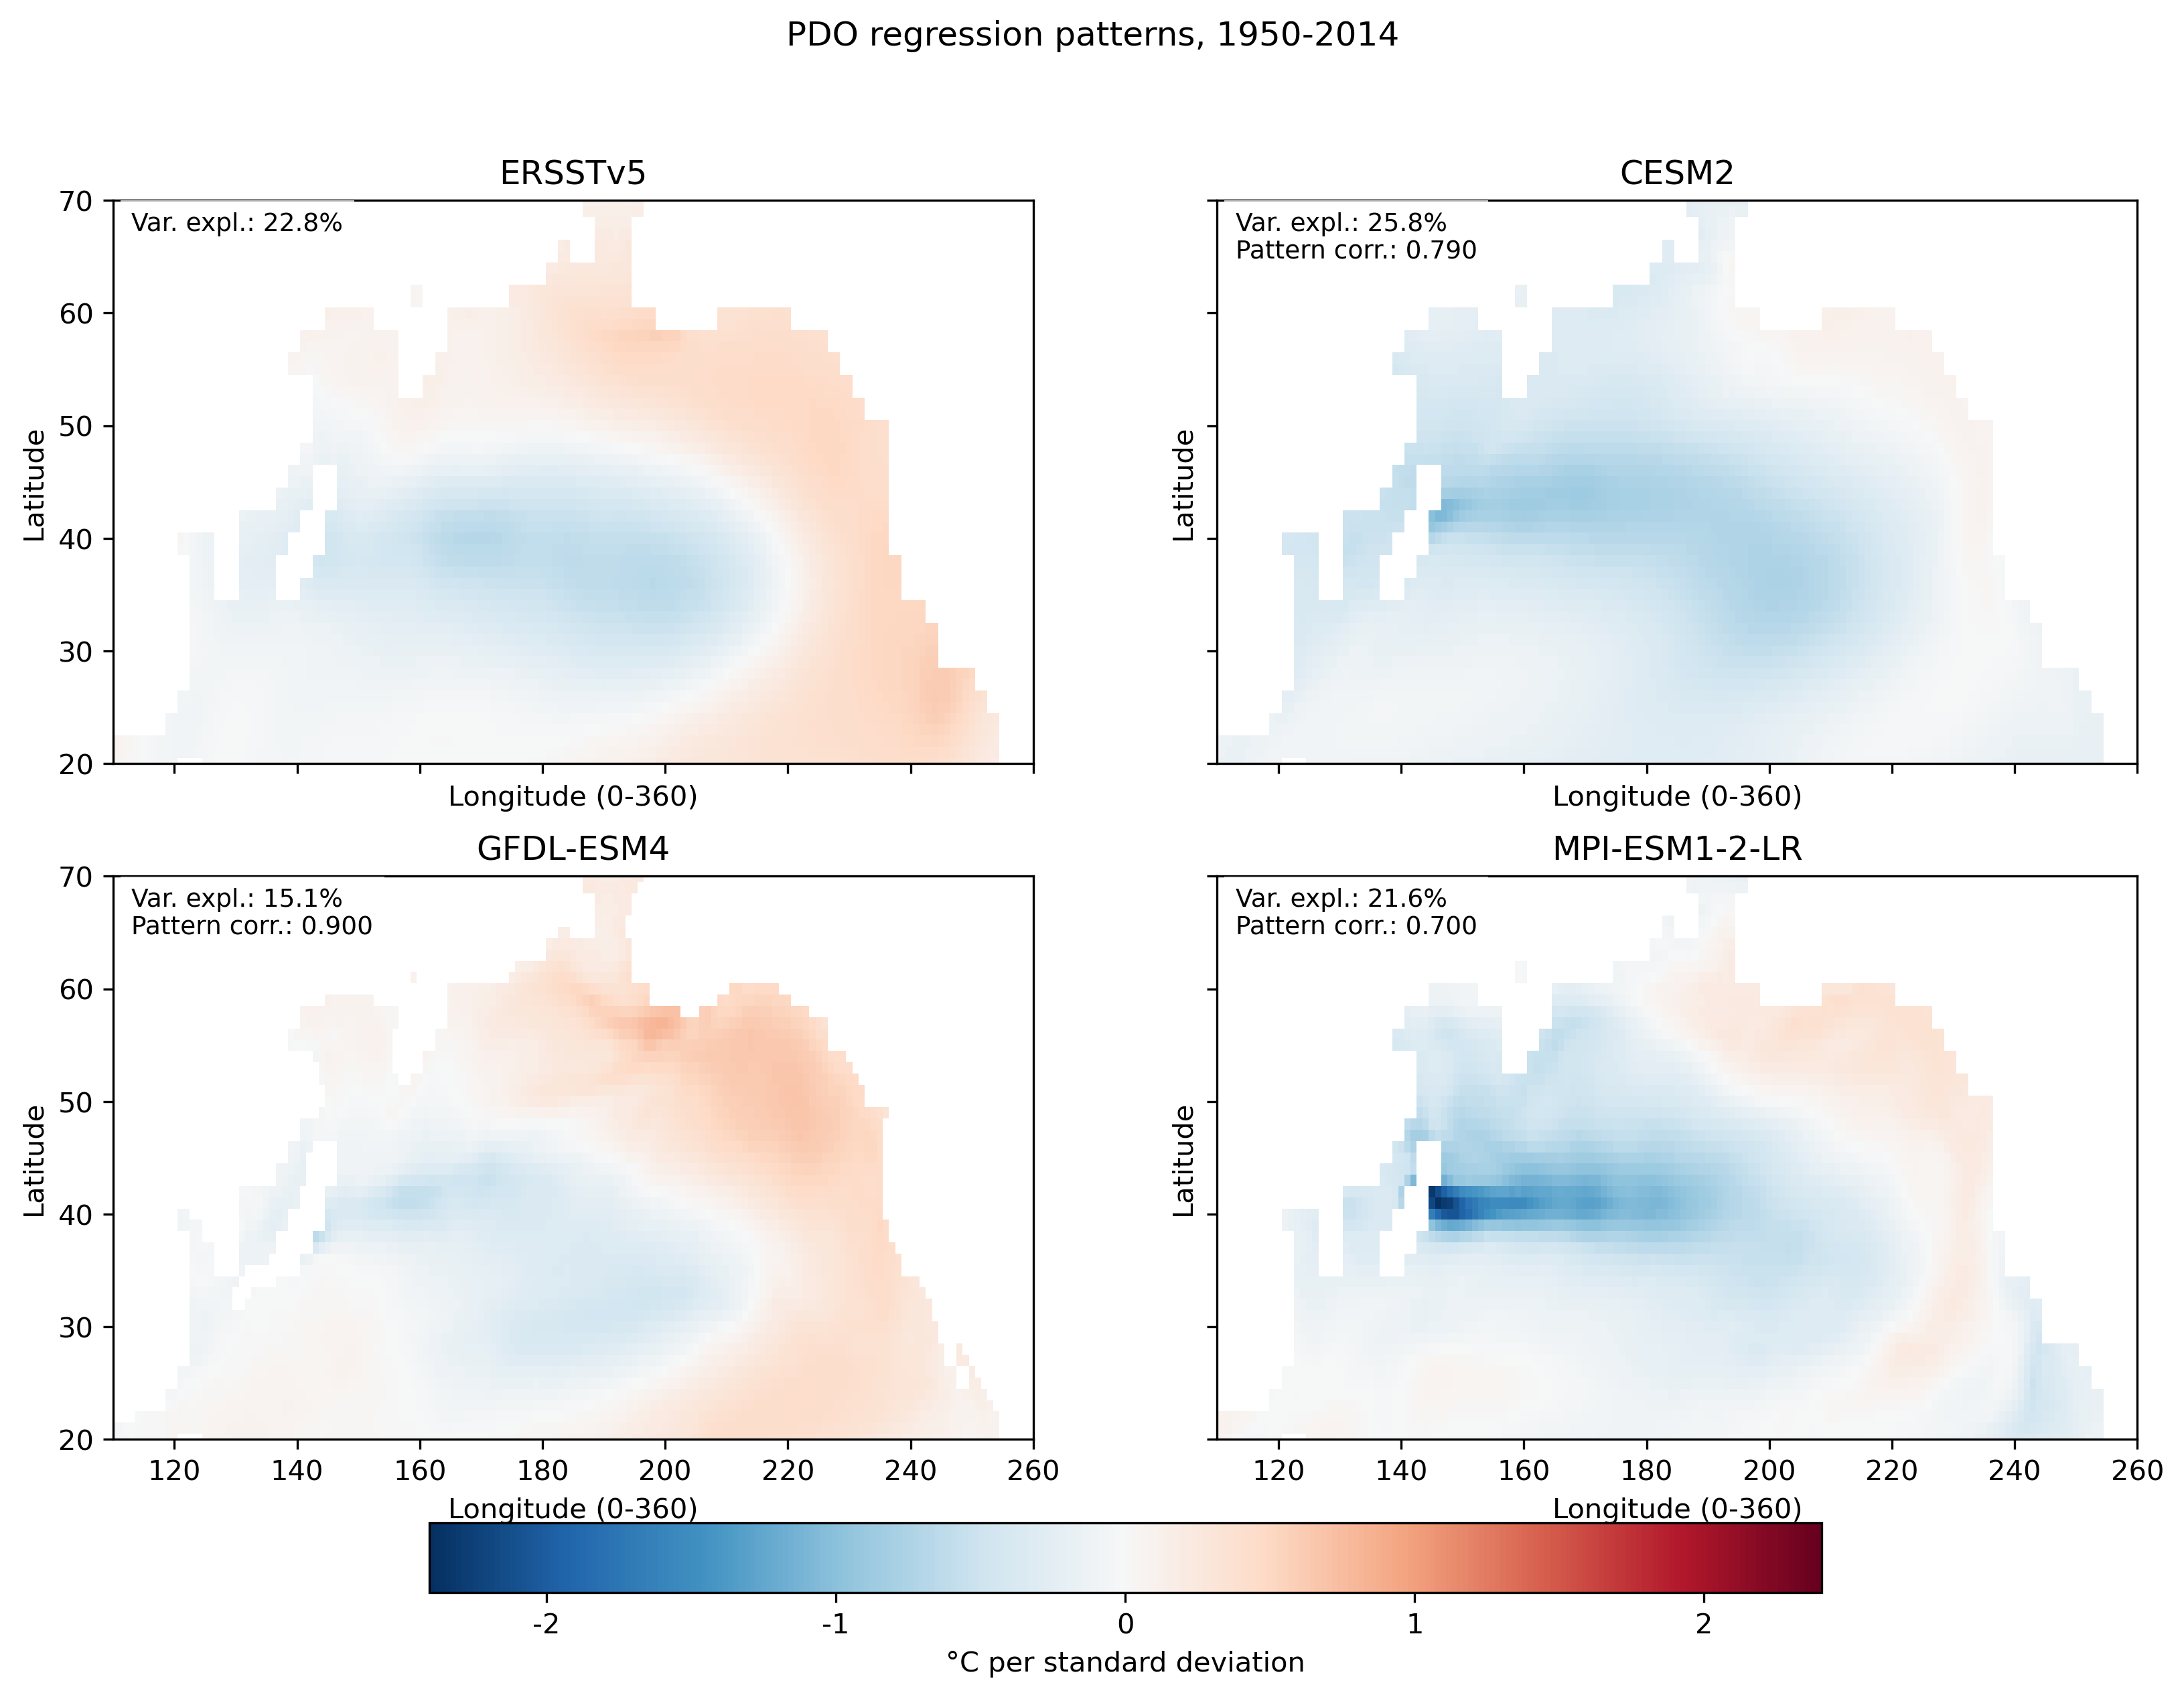 PDO regression patterns, 1950-2014
ERSSTv5
Var. expl.: 22.8%
70
60
50
40
30
20
Latitude
Longitude (0-360)
CESM2
Var. expl.: 25.8%
Pattern corr.: 0.790
Latitude
Longitude (0-360)
GFDL-ESM4
Var. expl.: 15.1%
Pattern corr.: 0.900
70
60
50
40
30
20
Latitude
120 140 160 180 200 220 240 260
Longitude (0-360)
MPI-ESM1-2-LR
Var. expl.: 21.6%
Pattern corr.: 0.700
Latitude
120 140 160 180 200 220 240 260
Longitude (0-360)
-2 -1 0 1 2
°C per standard deviation